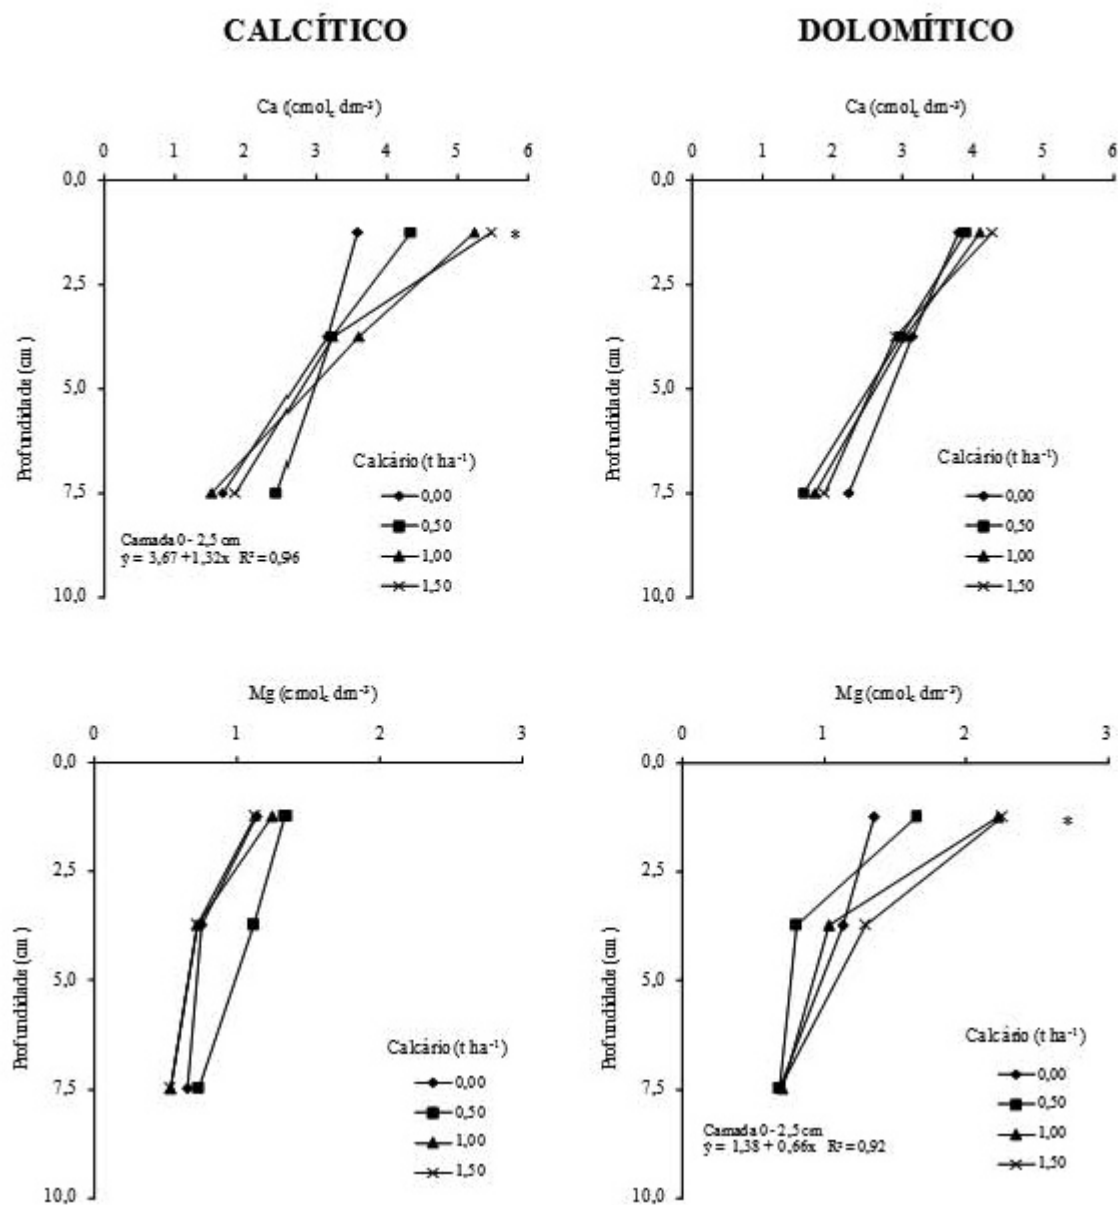 CALCÍTICO
DOLOMÍTICO
Ca (cmolc dm-3)
Ca (cmolc dm-3)
0 1 2 3 4 5 6
0 1 2 3 4 5 6
0,0
2,5
5,0
7,5
10,0
Profundidade (cm)
*
Calcário (t ha-1)
0,00
0,50
1,00
1,50
Camada 0 - 2,5 cm
ŷ = 3,67 + 1,32x R² = 0,96
0,0
2,5
5,0
7,5
10,0
Profundidade (cm)
Calcário (t ha-1)
0,00
0,50
1,00
1,50
Mg (cmolc dm-3)
Mg (cmolc dm-3)
0 1 2 3
0 1 2 3
0,0
2,5
5,0
7,5
10,0
Profundidade (cm)
Calcário (t ha-1)
0,00
0,50
1,00
1,50
0,0
2,5
5,0
7,5
10,0
Profundidade (cm)
*
Calcário (t ha-1)
0,00
0,50
1,00
1,50
Camada 0 - 2,5 cm
ŷ = 1,38 + 0,66x R² = 0,92